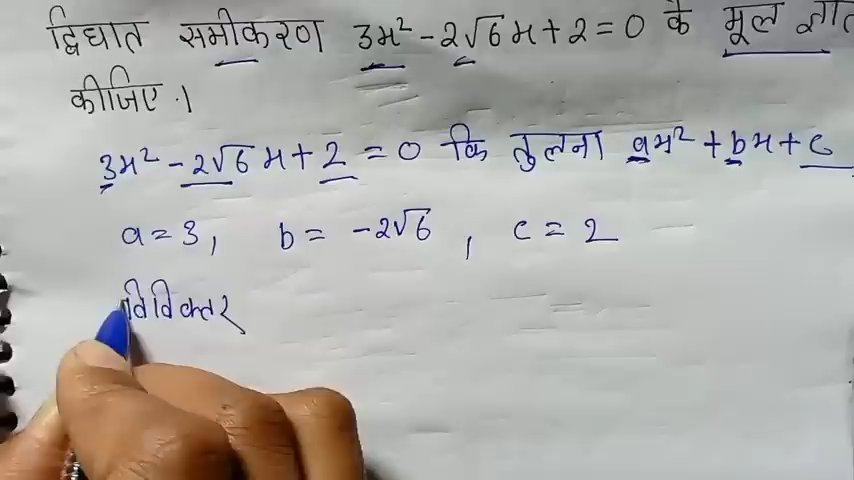 द्विघात समीकरण 3x² - 2√6x + 2 = 0 के मूल ज्ञात
कीजिए ।
3x² - 2√6x + 2 = 0 कि तुलना ax² + bx + c
a = 3, b = -2√6 , c = 2
विविक्तर